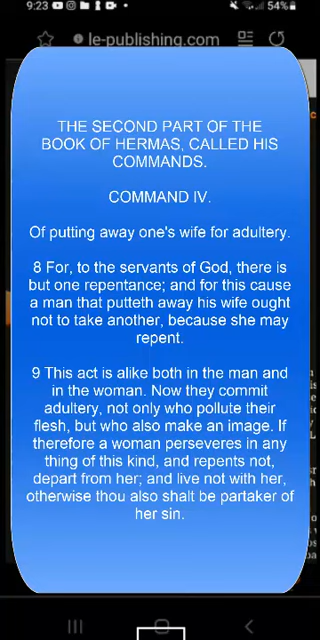 9:23
54%
le-publishing.com
THE SECOND PART OF THE
BOOK OF HERMAS, CALLED HIS
COMMANDS.
COMMAND IV.
Of putting away one's wife for adultery.
8 For, to the servants of God, there is
but one repentance; and for this cause
a man that putteth away his wife ought
not to take another, because she may
repent.
9 This act is alike both in the man and
in the woman. Now they commit
adultery, not only who pollute their
flesh, but who also make an image. If
therefore a woman perseveres in any
thing of this kind, and repents not,
depart from her; and live not with her,
otherwise thou also shalt be partaker of
her sin.